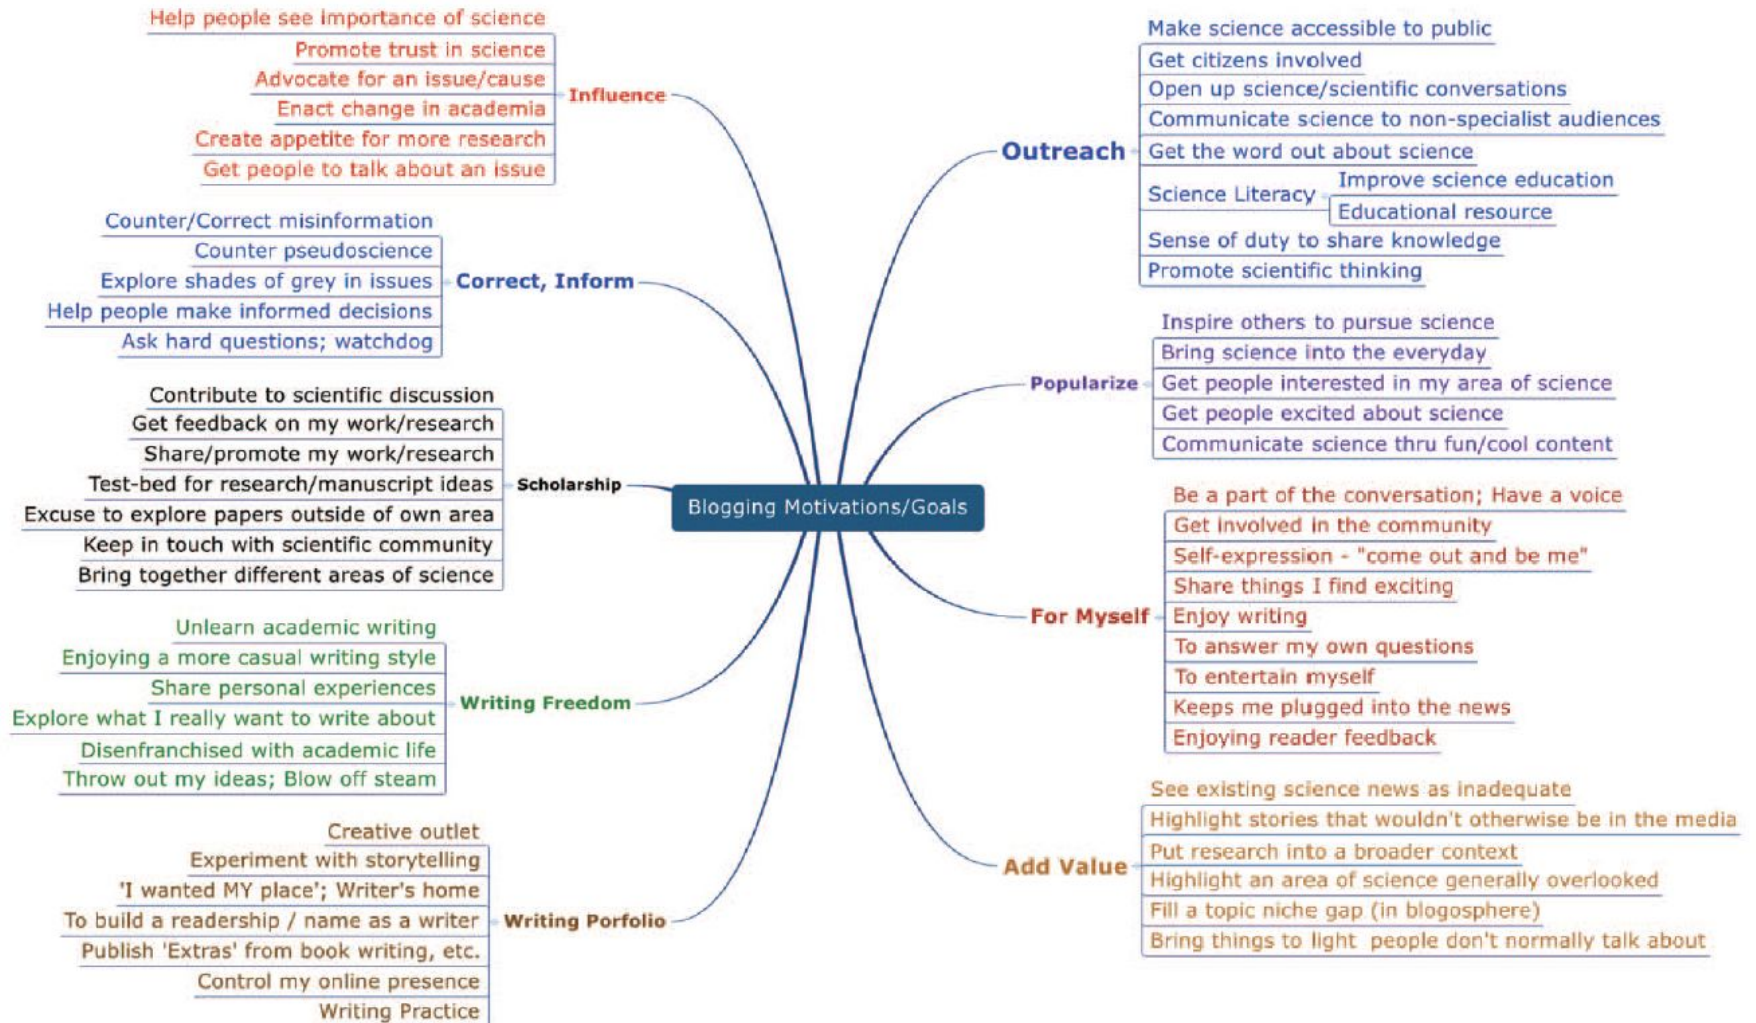 Help people see importance of science
Promote trust in science
Advocate for an issue/cause
Enact change in academia
Create appetite for more research
Get people to talk about an issue
Influence
Counter/Correct misinformation
Counter pseudoscience
Explore shades of grey in issues
Help people make informed decisions
Ask hard questions; watchdog
Correct, Inform
Contribute to scientific discussion
Get feedback on my work/research
Share/promote my work/research
Test-bed for research/manuscript ideas
Excuse to explore papers outside of own area
Keep in touch with scientific community
Bring together different areas of science
Scholarship
Unlearn academic writing
Enjoying a more casual writing style
Share personal experiences
Explore what I really want to write about
Disenfranchised with academic life
Throw out my ideas; Blow off steam
Writing Freedom
Creative outlet
Experiment with storytelling
'I wanted MY place'; Writer's home
To build a readership / name as a writer
Publish 'Extras' from book writing, etc.
Control my online presence
Writing Practice
Writing Porfolio
Blogging Motivations/Goals
Outreach
Make science accessible to public
Get citizens involved
Open up science/scientific conversations
Communicate science to non-specialist audiences
Get the word out about science
Science Literacy
Improve science education
Educational resource
Sense of duty to share knowledge
Promote scientific thinking
Popularize
Inspire others to pursue science
Bring science into the everyday
Get people interested in my area of science
Get people excited about science
Communicate science thru fun/cool content
For Myself
Be a part of the conversation; Have a voice
Get involved in the community
Self-expression - "come out and be me"
Share things I find exciting
Enjoy writing
To answer my own questions
To entertain myself
Keeps me plugged into the news
Enjoying reader feedback
Add Value
See existing science news as inadequate
Highlight stories that wouldn't otherwise be in the media
Put research into a broader context
Highlight an area of science generally overlooked
Fill a topic niche gap (in blogosphere)
Bring things to light people don't normally talk about